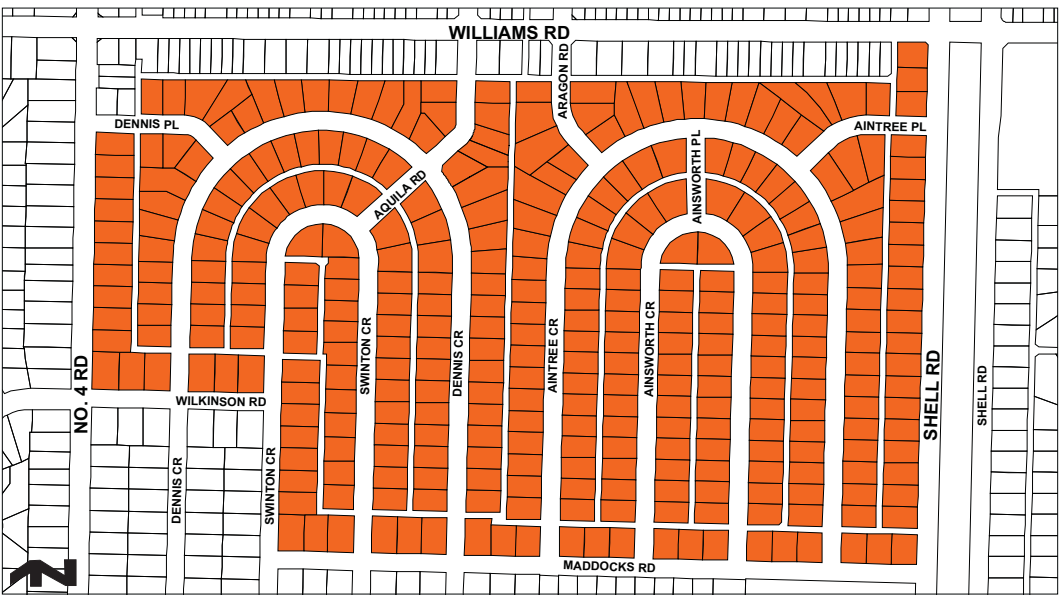 WILLIAMS RD
ARAGON RD
DENNIS PL
AINTREE PL
AINSWORTH PL
AQUILA RD
SWINTON CR
DENNIS CR
AINTREE CR
AINSWORTH CR
NO. 4 RD
SHELL RD
SHELL RD
WILKINSON RD
DENNIS CR
SWINTON CR
MADDOCKS RD
N